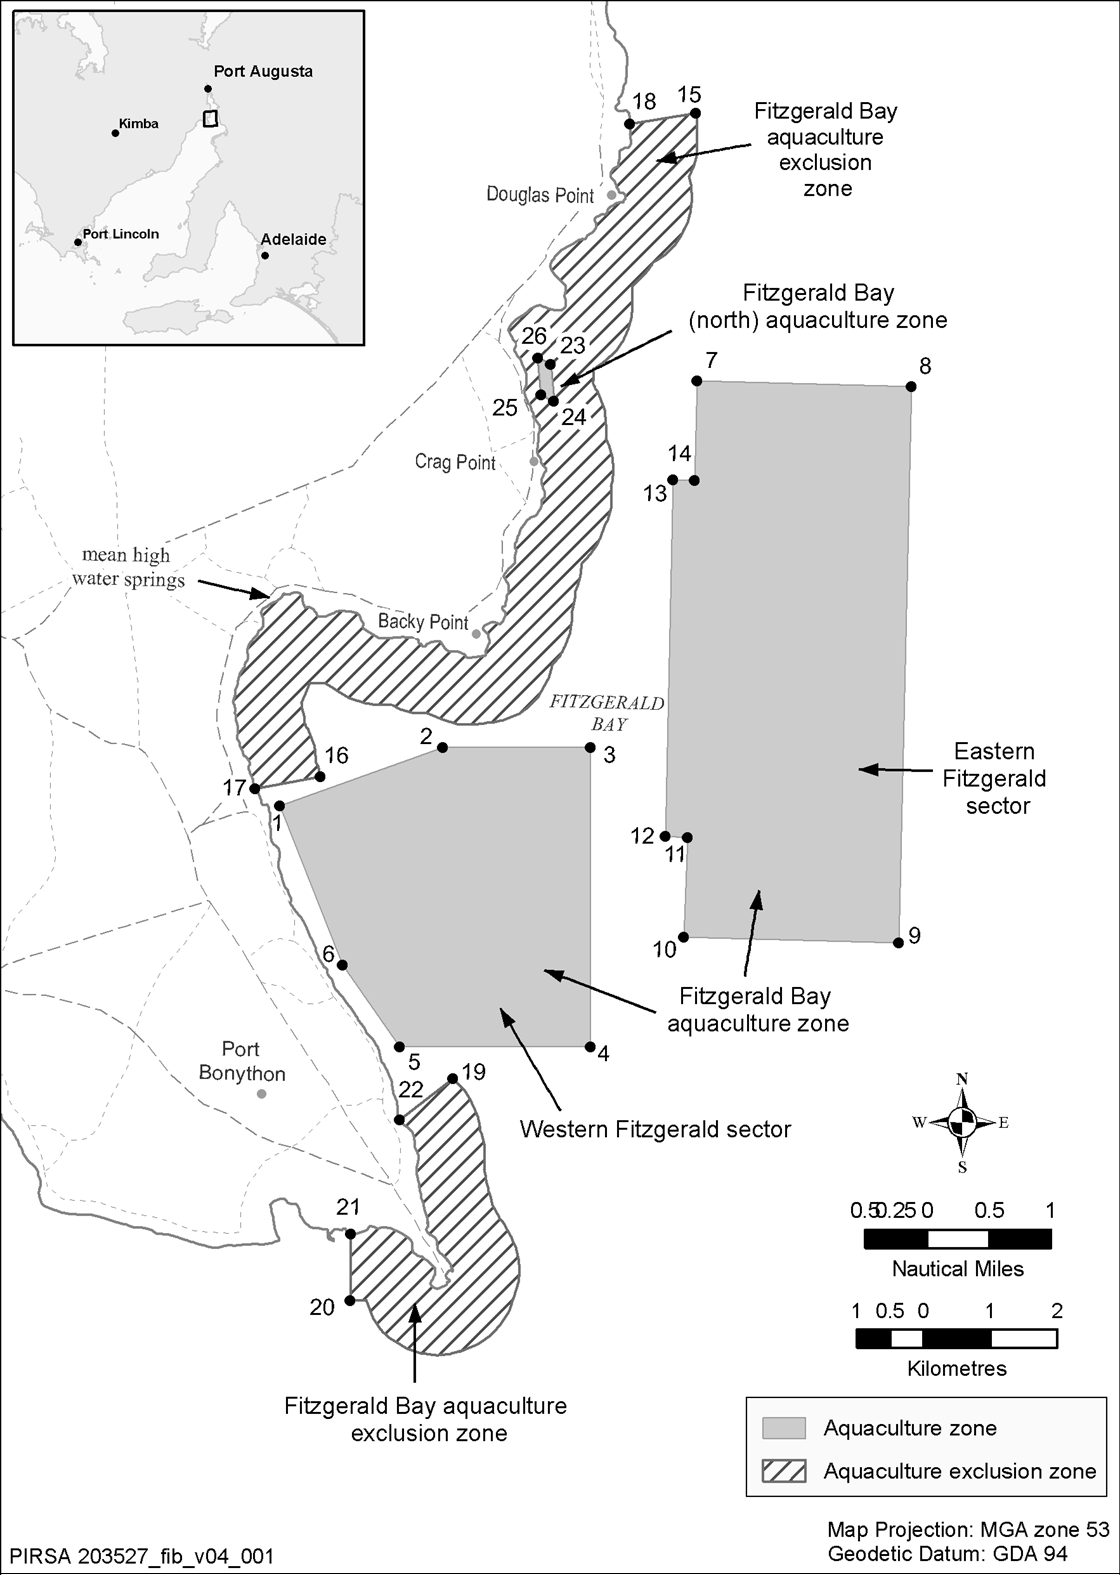 Port Augusta
Kimba
Port Lincoln
Adelaide
18
15
Fitzgerald Bay
aquaculture
exclusion
zone
Douglas Point
Fitzgerald Bay
(north) aquaculture zone
26
23
25
24
7
8
14
13
Crag Point
mean high
water springs
Backy Point
FITZGERALD
BAY
2
3
16
17
1
Eastern
Fitzgerald
sector
12
11
6
10
9
Fitzgerald Bay
aquaculture zone
5
4
Port
Bonython
19
22
Western Fitzgerald sector
N
W
E
S
21
20
0.5 0.25 0 0.5 1
Nautical Miles
1 0.5 0 1 2
Kilometres
Fitzgerald Bay aquaculture
exclusion zone
Aquaculture zone
Aquaculture exclusion zone
PIRSA 203527_fib_v04_001
Map Projection: MGA zone 53
Geodetic Datum: GDA 94